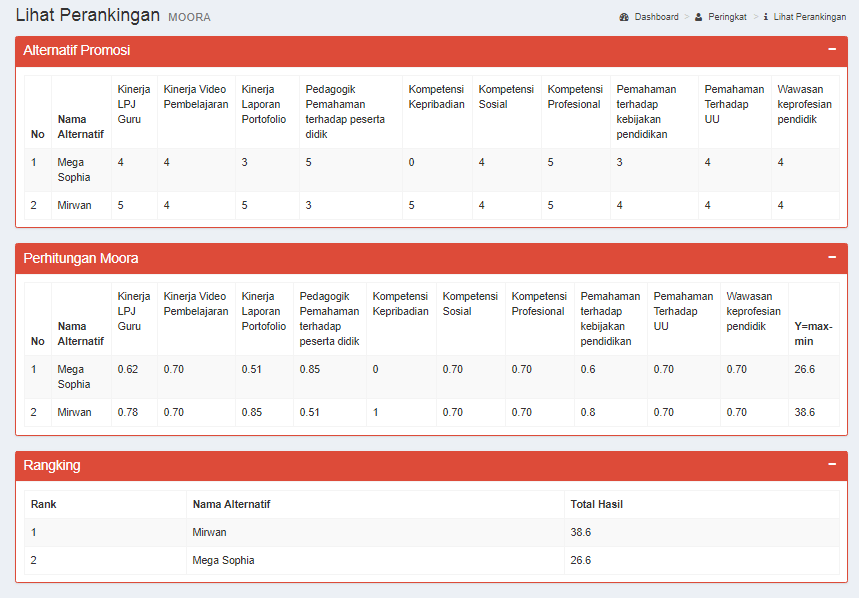 Lihat Perankingan MOORA
Dashboard > Peringkat > Lihat Perankingan
Alternatif Promosi
No Nama Alternatif Kinerja LPJ Guru Kinerja Video Pembelajaran Kinerja Laporan Portofolio Pedagogik Pemahaman terhadap peserta didik Kompetensi Kepribadian Kompetensi Sosial Kompetensi Profesional Pemahaman terhadap kebijakan pendidikan Pemahaman Terhadap UU Wawasan keprofesian pendidik
1 Mega Sophia 4 4 3 5 0 4 5 3 4 4
2 Mirwan 5 4 5 3 5 4 5 4 4 4
Perhitungan Moora
No Nama Alternatif Kinerja LPJ Guru Kinerja Video Pembelajaran Kinerja Laporan Portofolio Pedagogik Pemahaman terhadap peserta didik Kompetensi Kepribadian Kompetensi Sosial Kompetensi Profesional Pemahaman terhadap kebijakan pendidikan Pemahaman Terhadap UU Wawasan keprofesian pendidik Y=max-min
1 Mega Sophia 0.62 0.70 0.51 0.85 0 0.70 0.70 0.6 0.70 0.70 26.6
2 Mirwan 0.78 0.70 0.85 0.51 1 0.70 0.70 0.8 0.70 0.70 38.6
Rangking
Rank Nama Alternatif Total Hasil
1 Mirwan 38.6
2 Mega Sophia 26.6